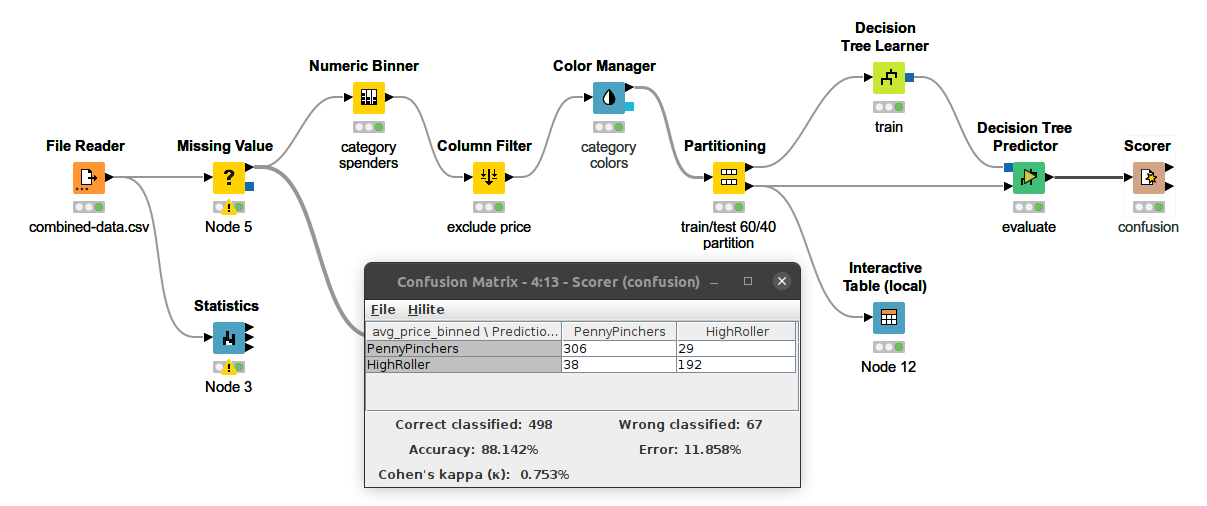 Decision
Tree Learner
Numeric Binner
Color Manager
train
File Reader
Missing Value
category
spenders
Column Filter
category
colors
Partitioning
Decision Tree
Predictor
Scorer
combined-data.csv
Node 5
exclude price
train/test 60/40
partition
evaluate
confusion
Statistics
Node 3
Interactive
Table (local)
Node 12
Confusion Matrix - 4:13 - Scorer (confusion)
File Hilite
avg_price_binned \ Predictio... PennyPinchers HighRoller
PennyPinchers 306 29
HighRoller 38 192
Correct classified: 498 Wrong classified: 67
Accuracy: 88.142% Error: 11.858%
Cohen's kappa (κ): 0.753%